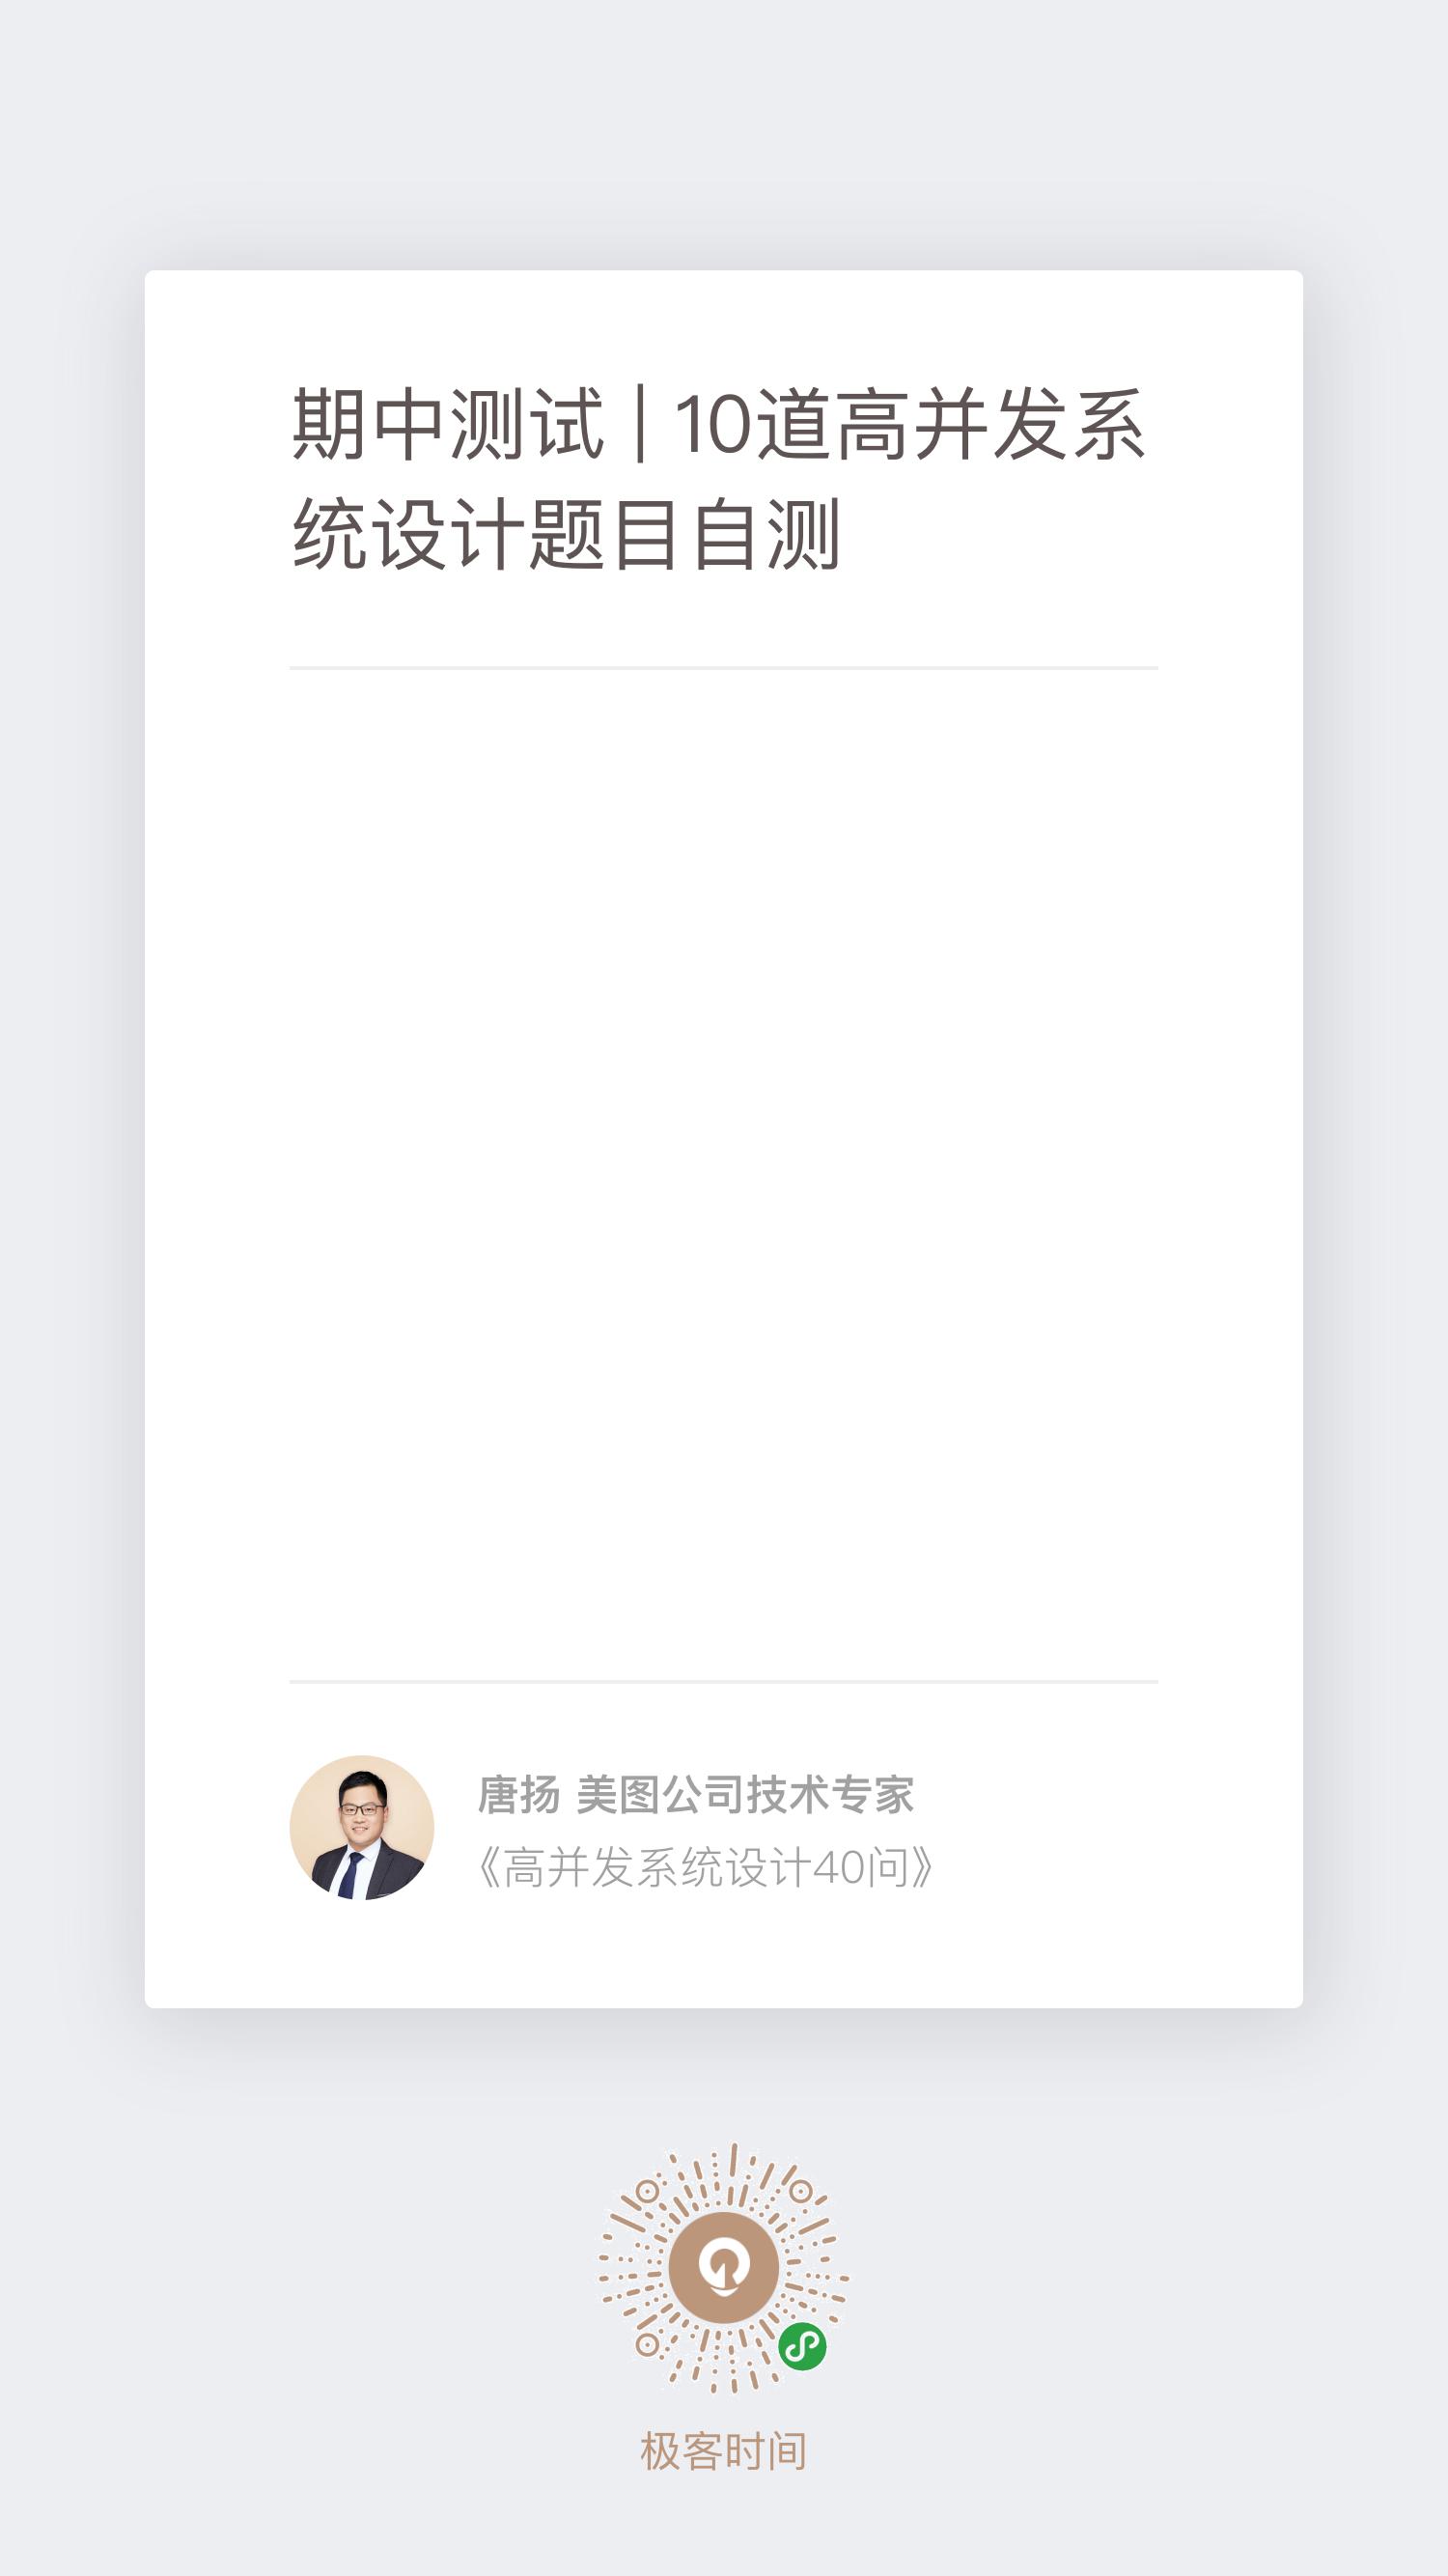 期中测试 | 10道高并发系
统设计题目自测
唐扬 美图公司技术专家
《高并发系统设计40问》
极客时间